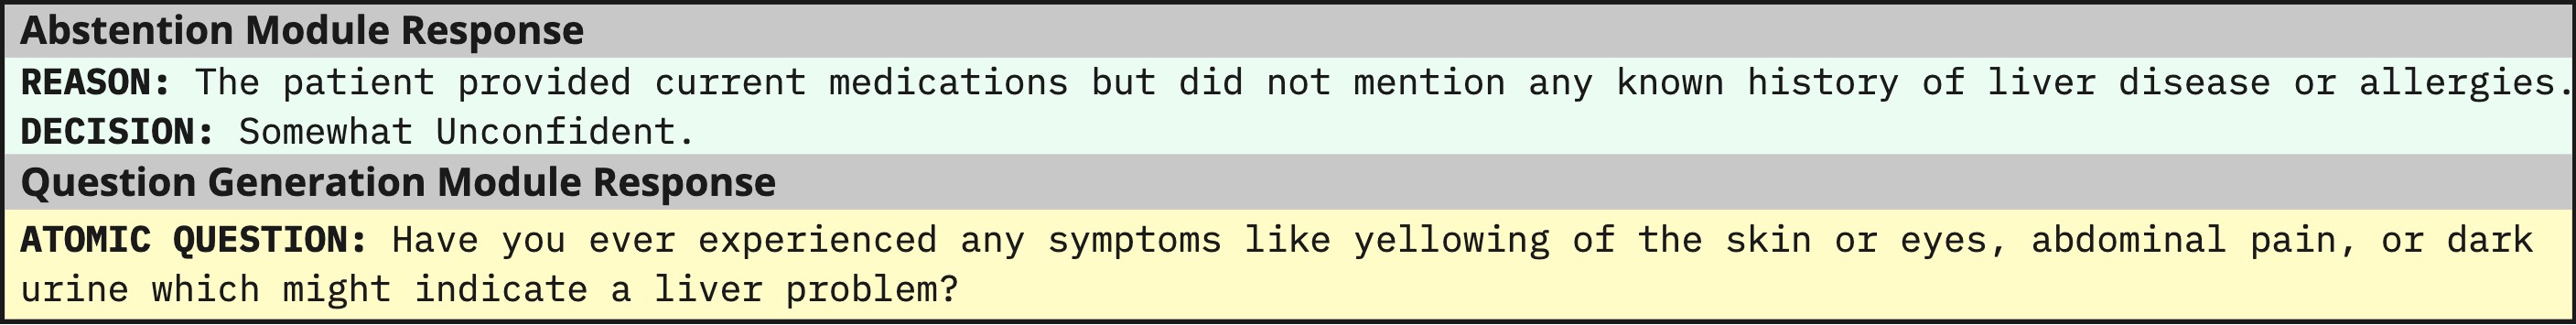 Abstention Module Response
REASON: The patient provided current medications but did not mention any known history of liver disease or allergies.
DECISION: Somewhat Unconfident.
Question Generation Module Response
ATOMIC QUESTION: Have you ever experienced any symptoms like yellowing of the skin or eyes, abdominal pain, or dark
urine which might indicate a liver problem?